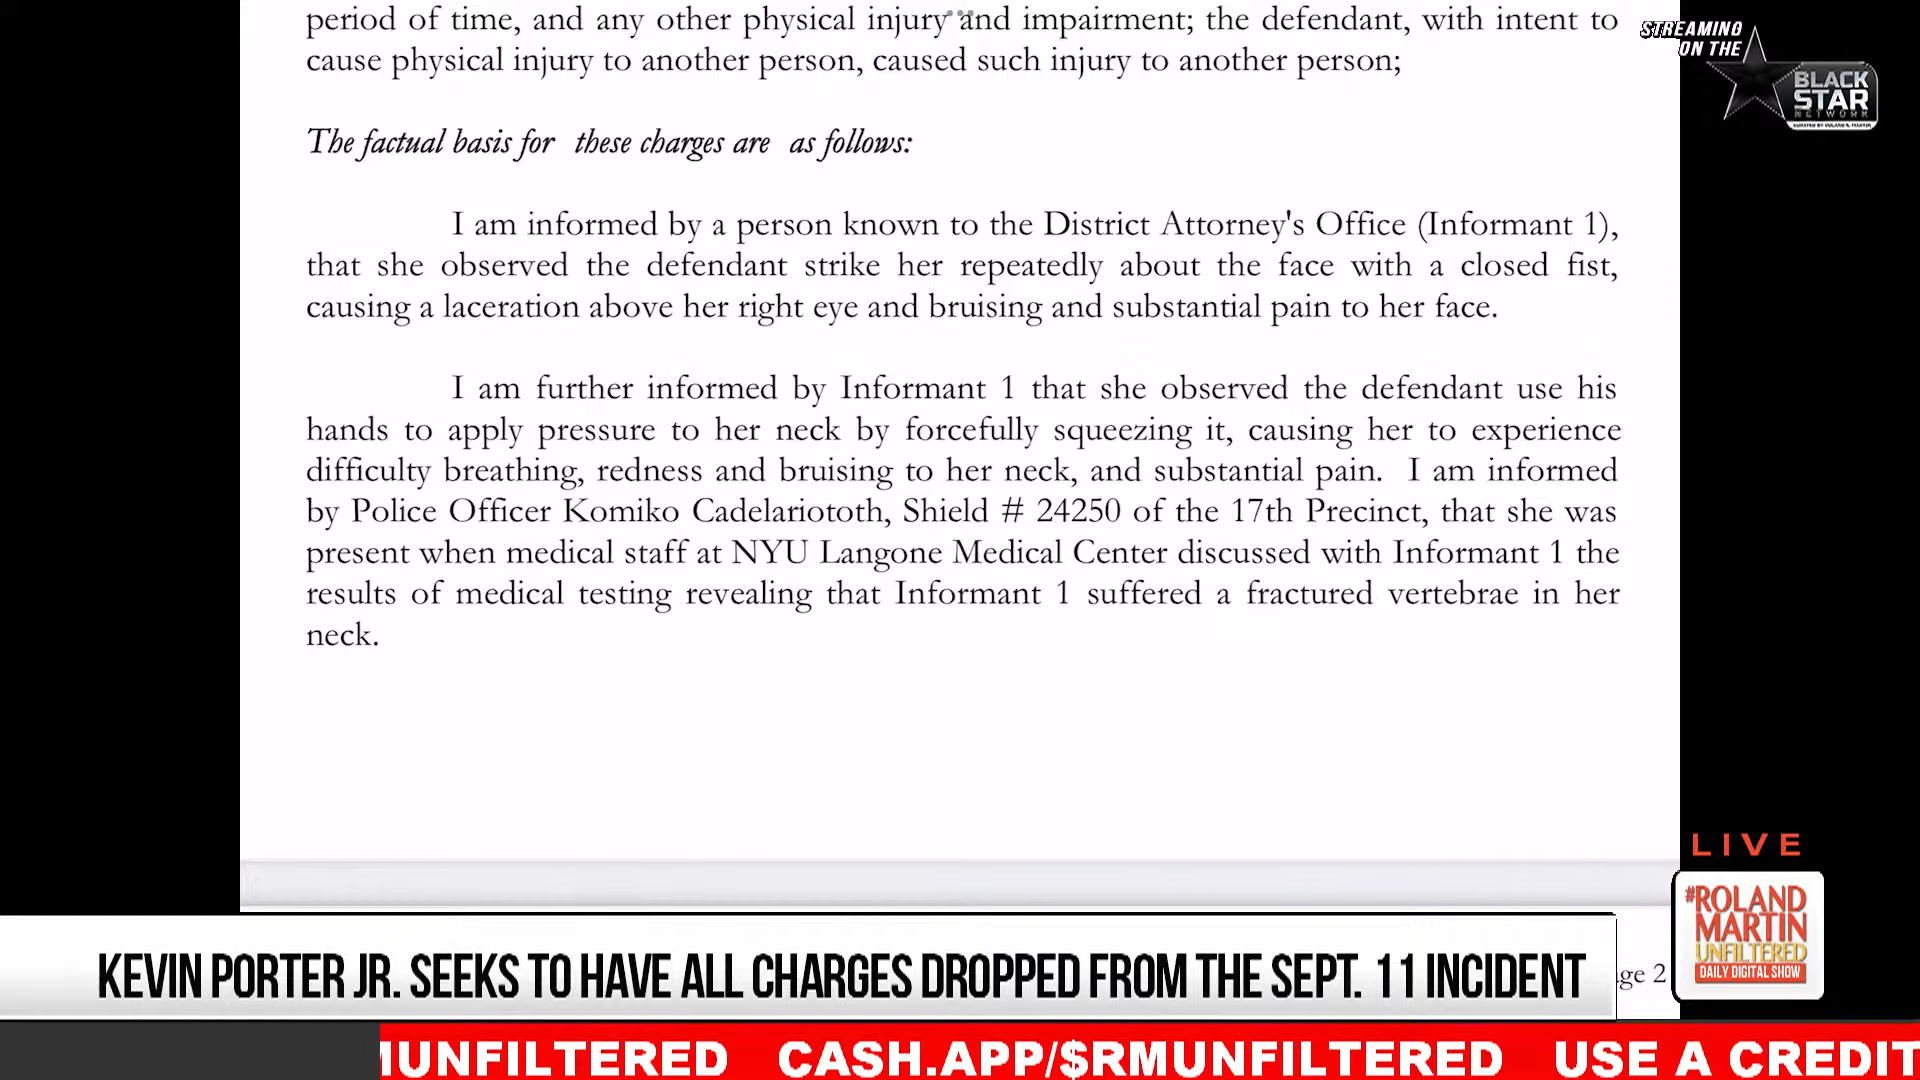 period of time, and any other physical injury and impairment; the defendant, with intent to
cause physical injury to another person, caused such injury to another person;
STREAMING
ON THE
BLACK
STAR
NETWORK
The factual basis for these charges are as follows:
I am informed by a person known to the District Attorney's Office (Informant 1),
that she observed the defendant strike her repeatedly about the face with a closed fist,
causing a laceration above her right eye and bruising and substantial pain to her face.
I am further informed by Informant 1 that she observed the defendant use his
hands to apply pressure to her neck by forcefully squeezing it, causing her to experience
difficulty breathing, redness and bruising to her neck, and substantial pain. I am informed
by Police Officer Komiko Cadelariototh, Shield # 24250 of the 17th Precinct, that she was
present when medical staff at NYU Langone Medical Center discussed with Informant 1 the
results of medical testing revealing that Informant 1 suffered a fractured vertebrae in her
neck.
LIVE
#ROLAND
MARTIN
UNFILTERED
DAILY DIGITAL SHOW
KEVIN PORTER JR. SEEKS TO HAVE ALL CHARGES DROPPED FROM THE SEPT. 11 INCIDENT
ge 2
UNFILTERED CASH.APP/$RMUNFILTERED USE A CREDIT